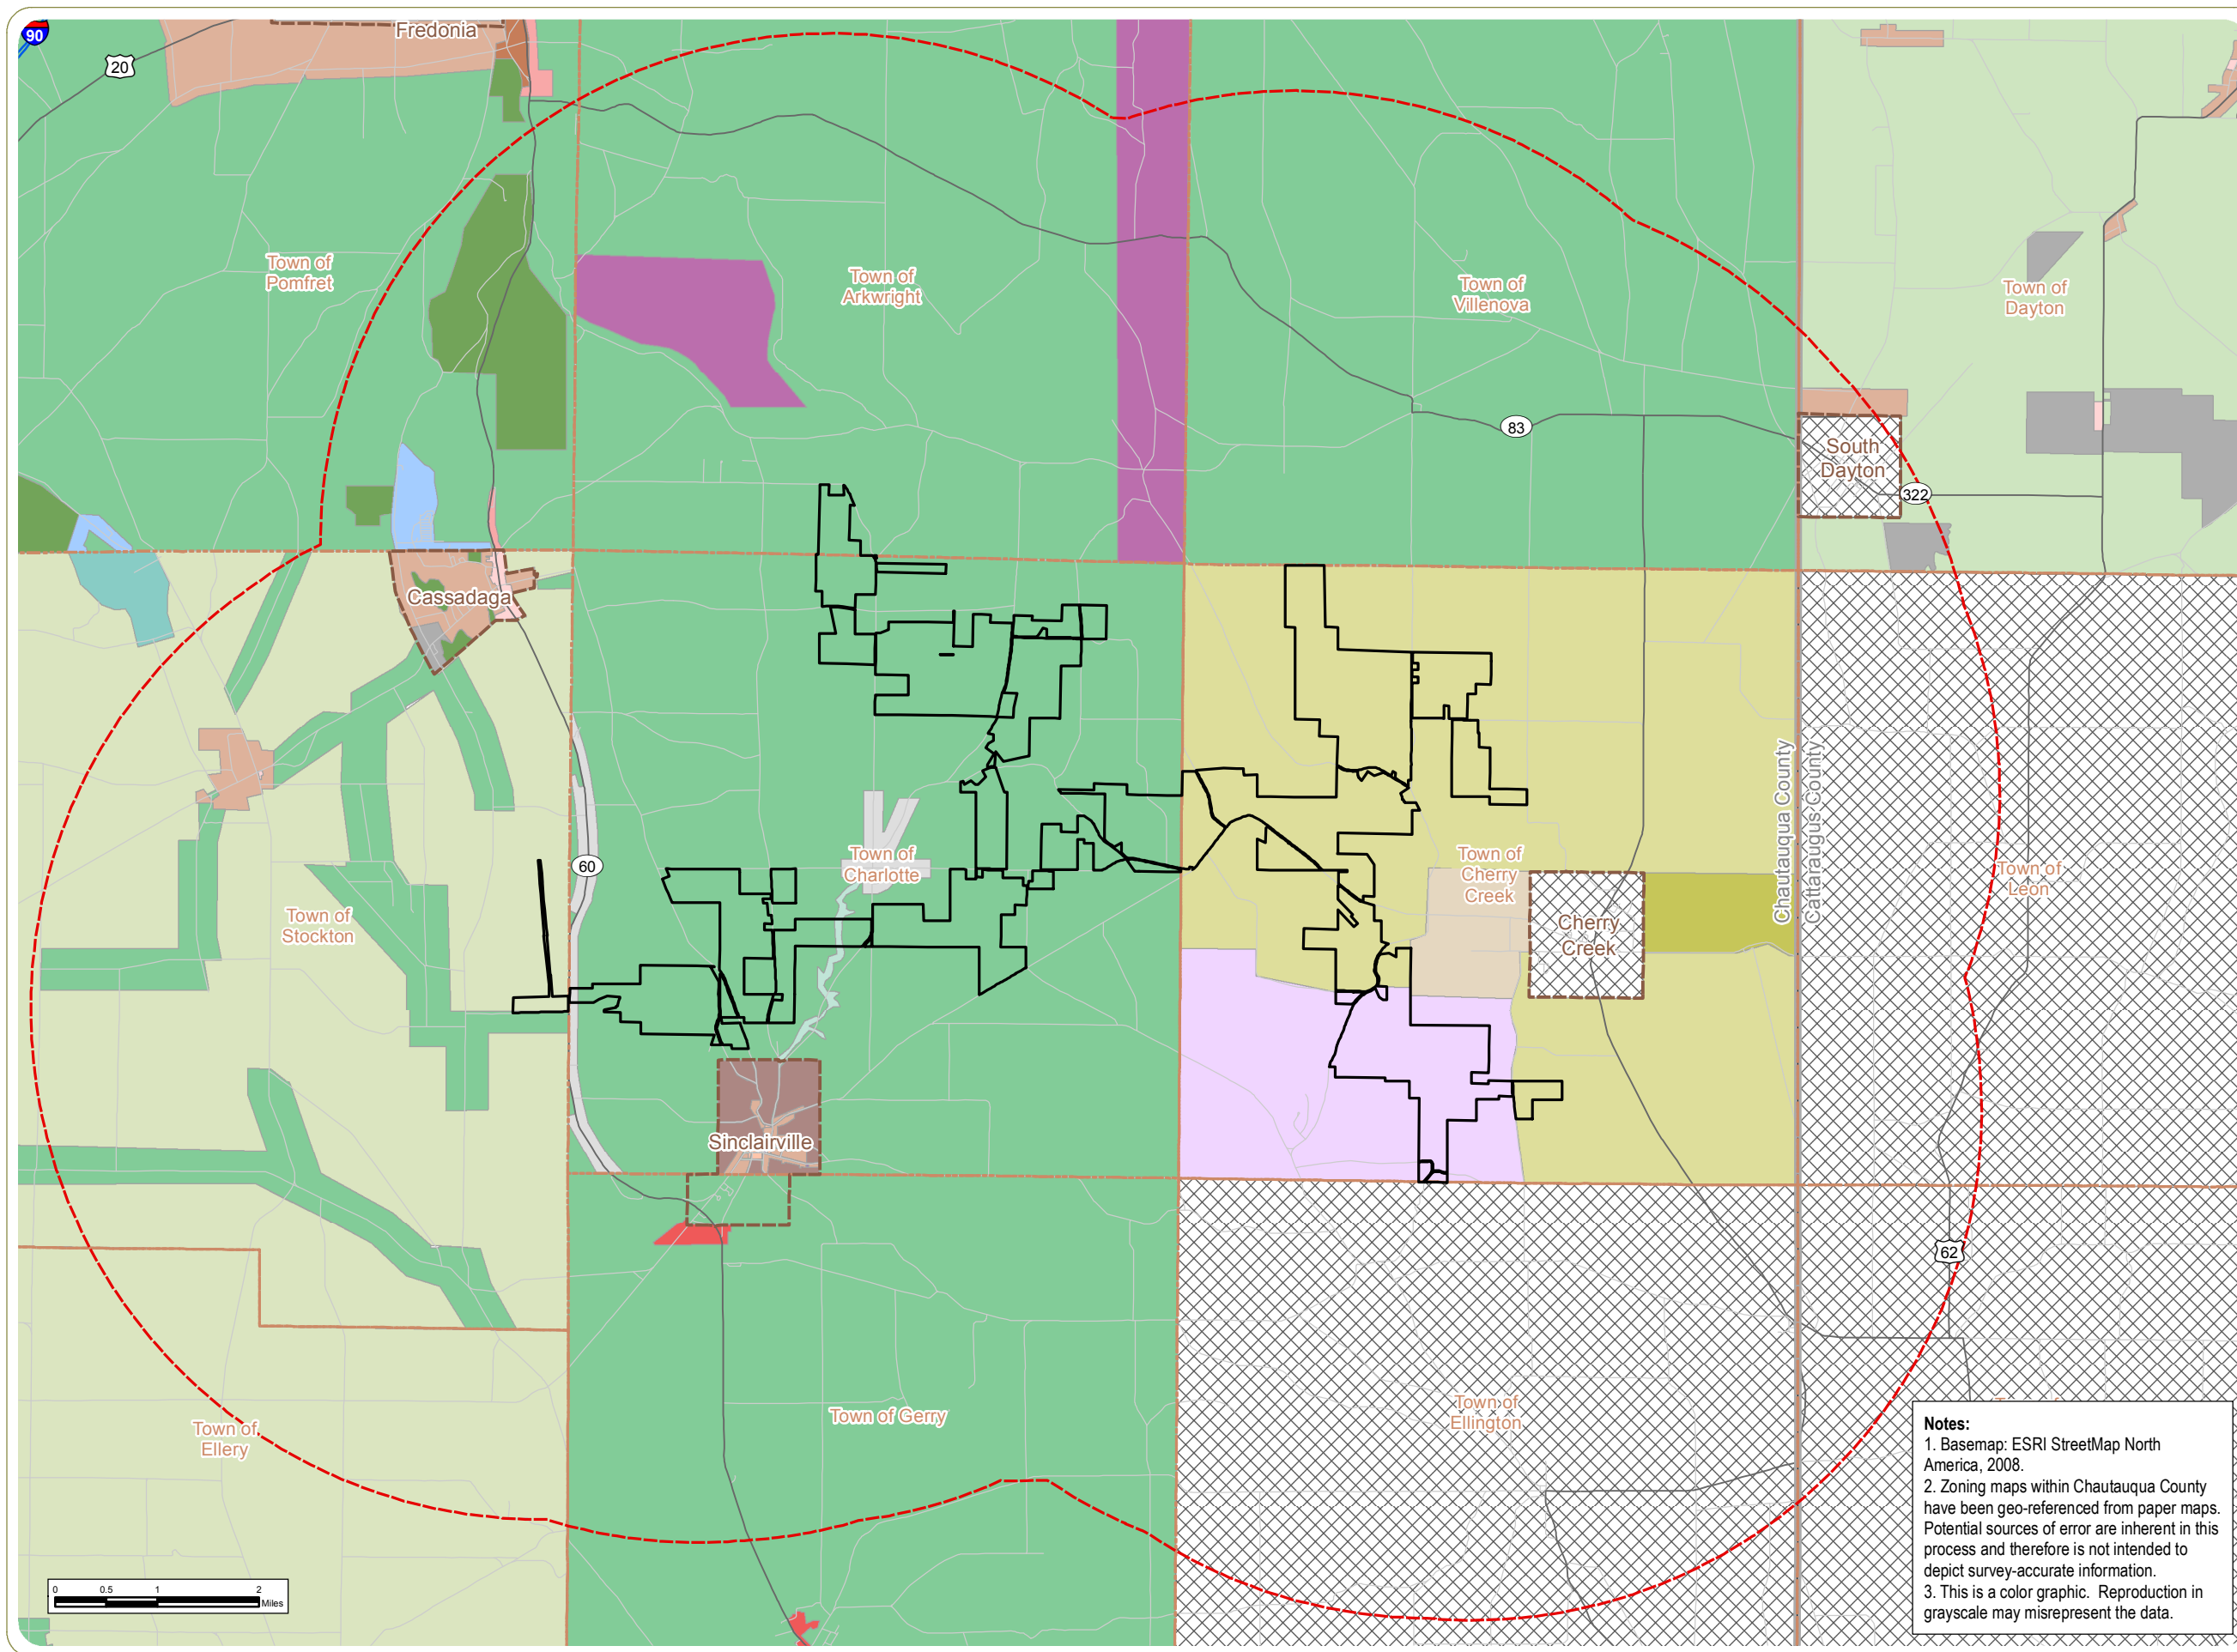 90
Fredonia
20
Town of
Pomfret
Town of
Arkwright
Town of
Villenova
Town of
Dayton
83
South
Dayton
322
Cassadaga
Chautauqua County
Cattaraugus County
60
Town of
Charlotte
Town of
Cherry
Creek
Town of
Leon
Town of
Stockton
Cherry
Creek
Sinclairville
62
Town of
Ellery
Town of Gerry
Town of
Ellington
Notes:
1. Basemap: ESRI StreetMap North
America, 2008.
2. Zoning maps within Chautauqua County
have been geo-referenced from paper maps.
Potential sources of error are inherent in this
process and therefore is not intended to
depict survey-accurate information.
3. This is a color graphic. Reproduction in
grayscale may misrepresent the data.
0 0.5 1 2
Miles